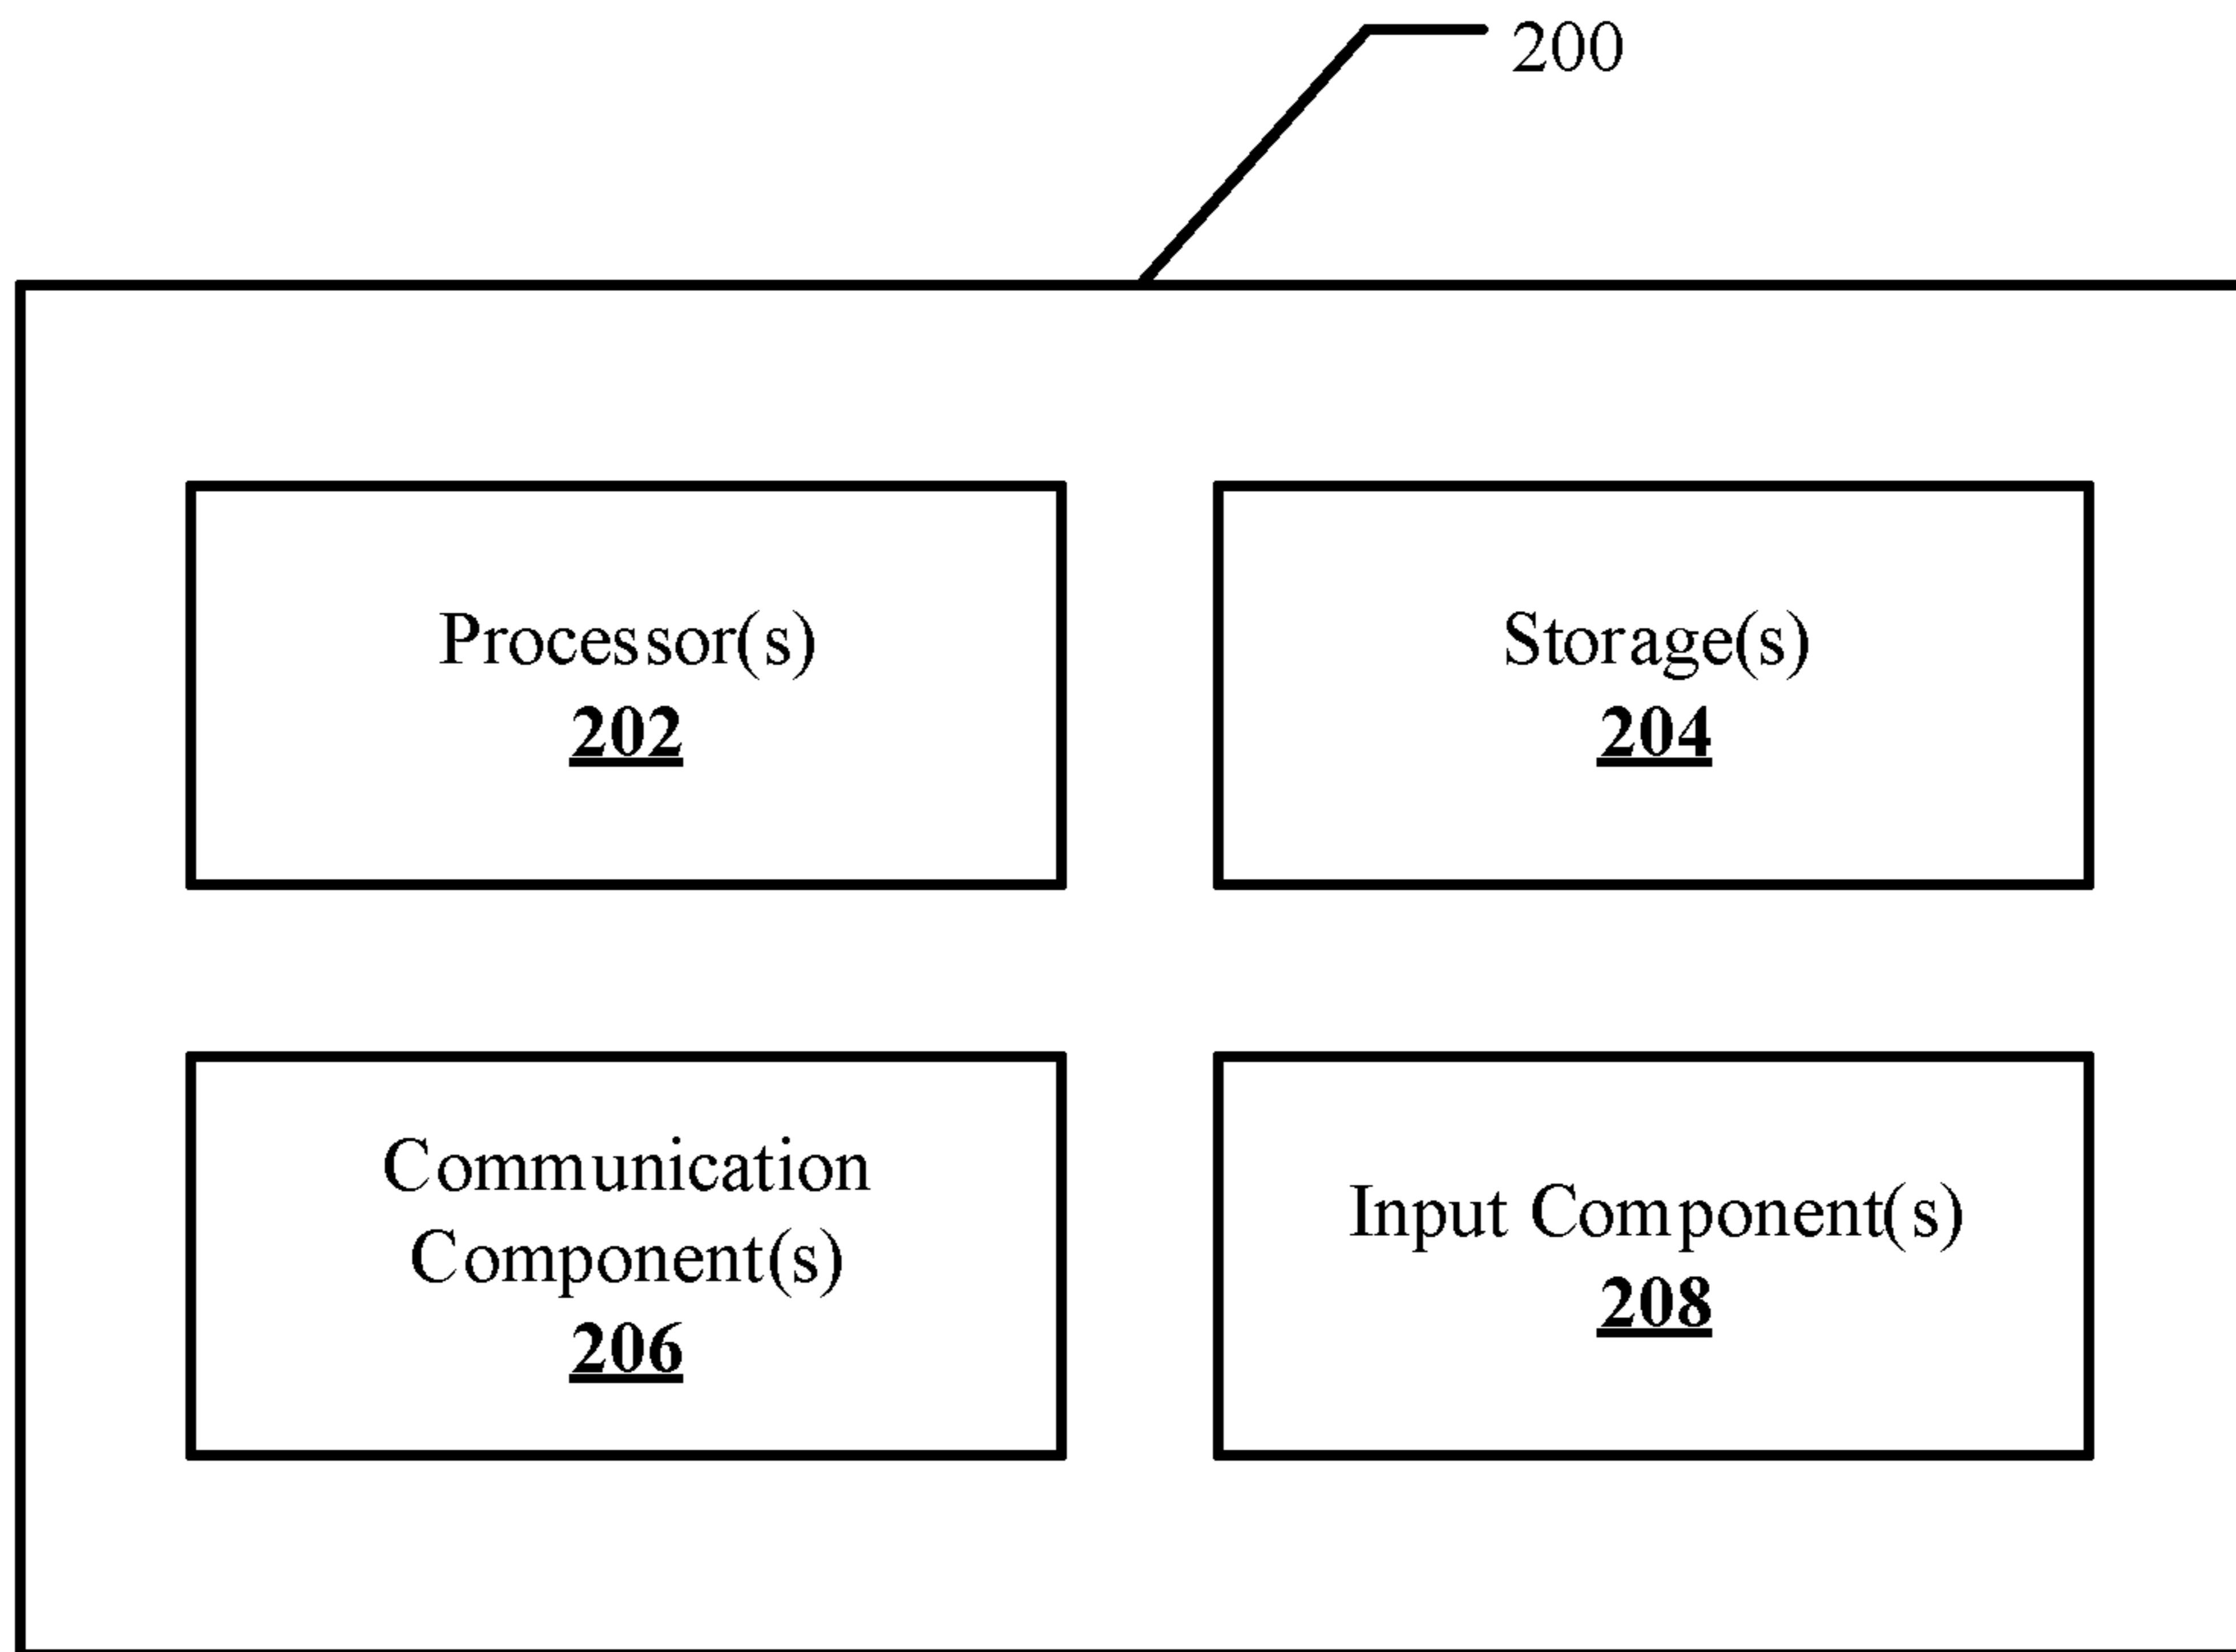 200
Processor(s)
202
Storage(s)
204
Communication
Component(s)
206
Input Component(s)
208